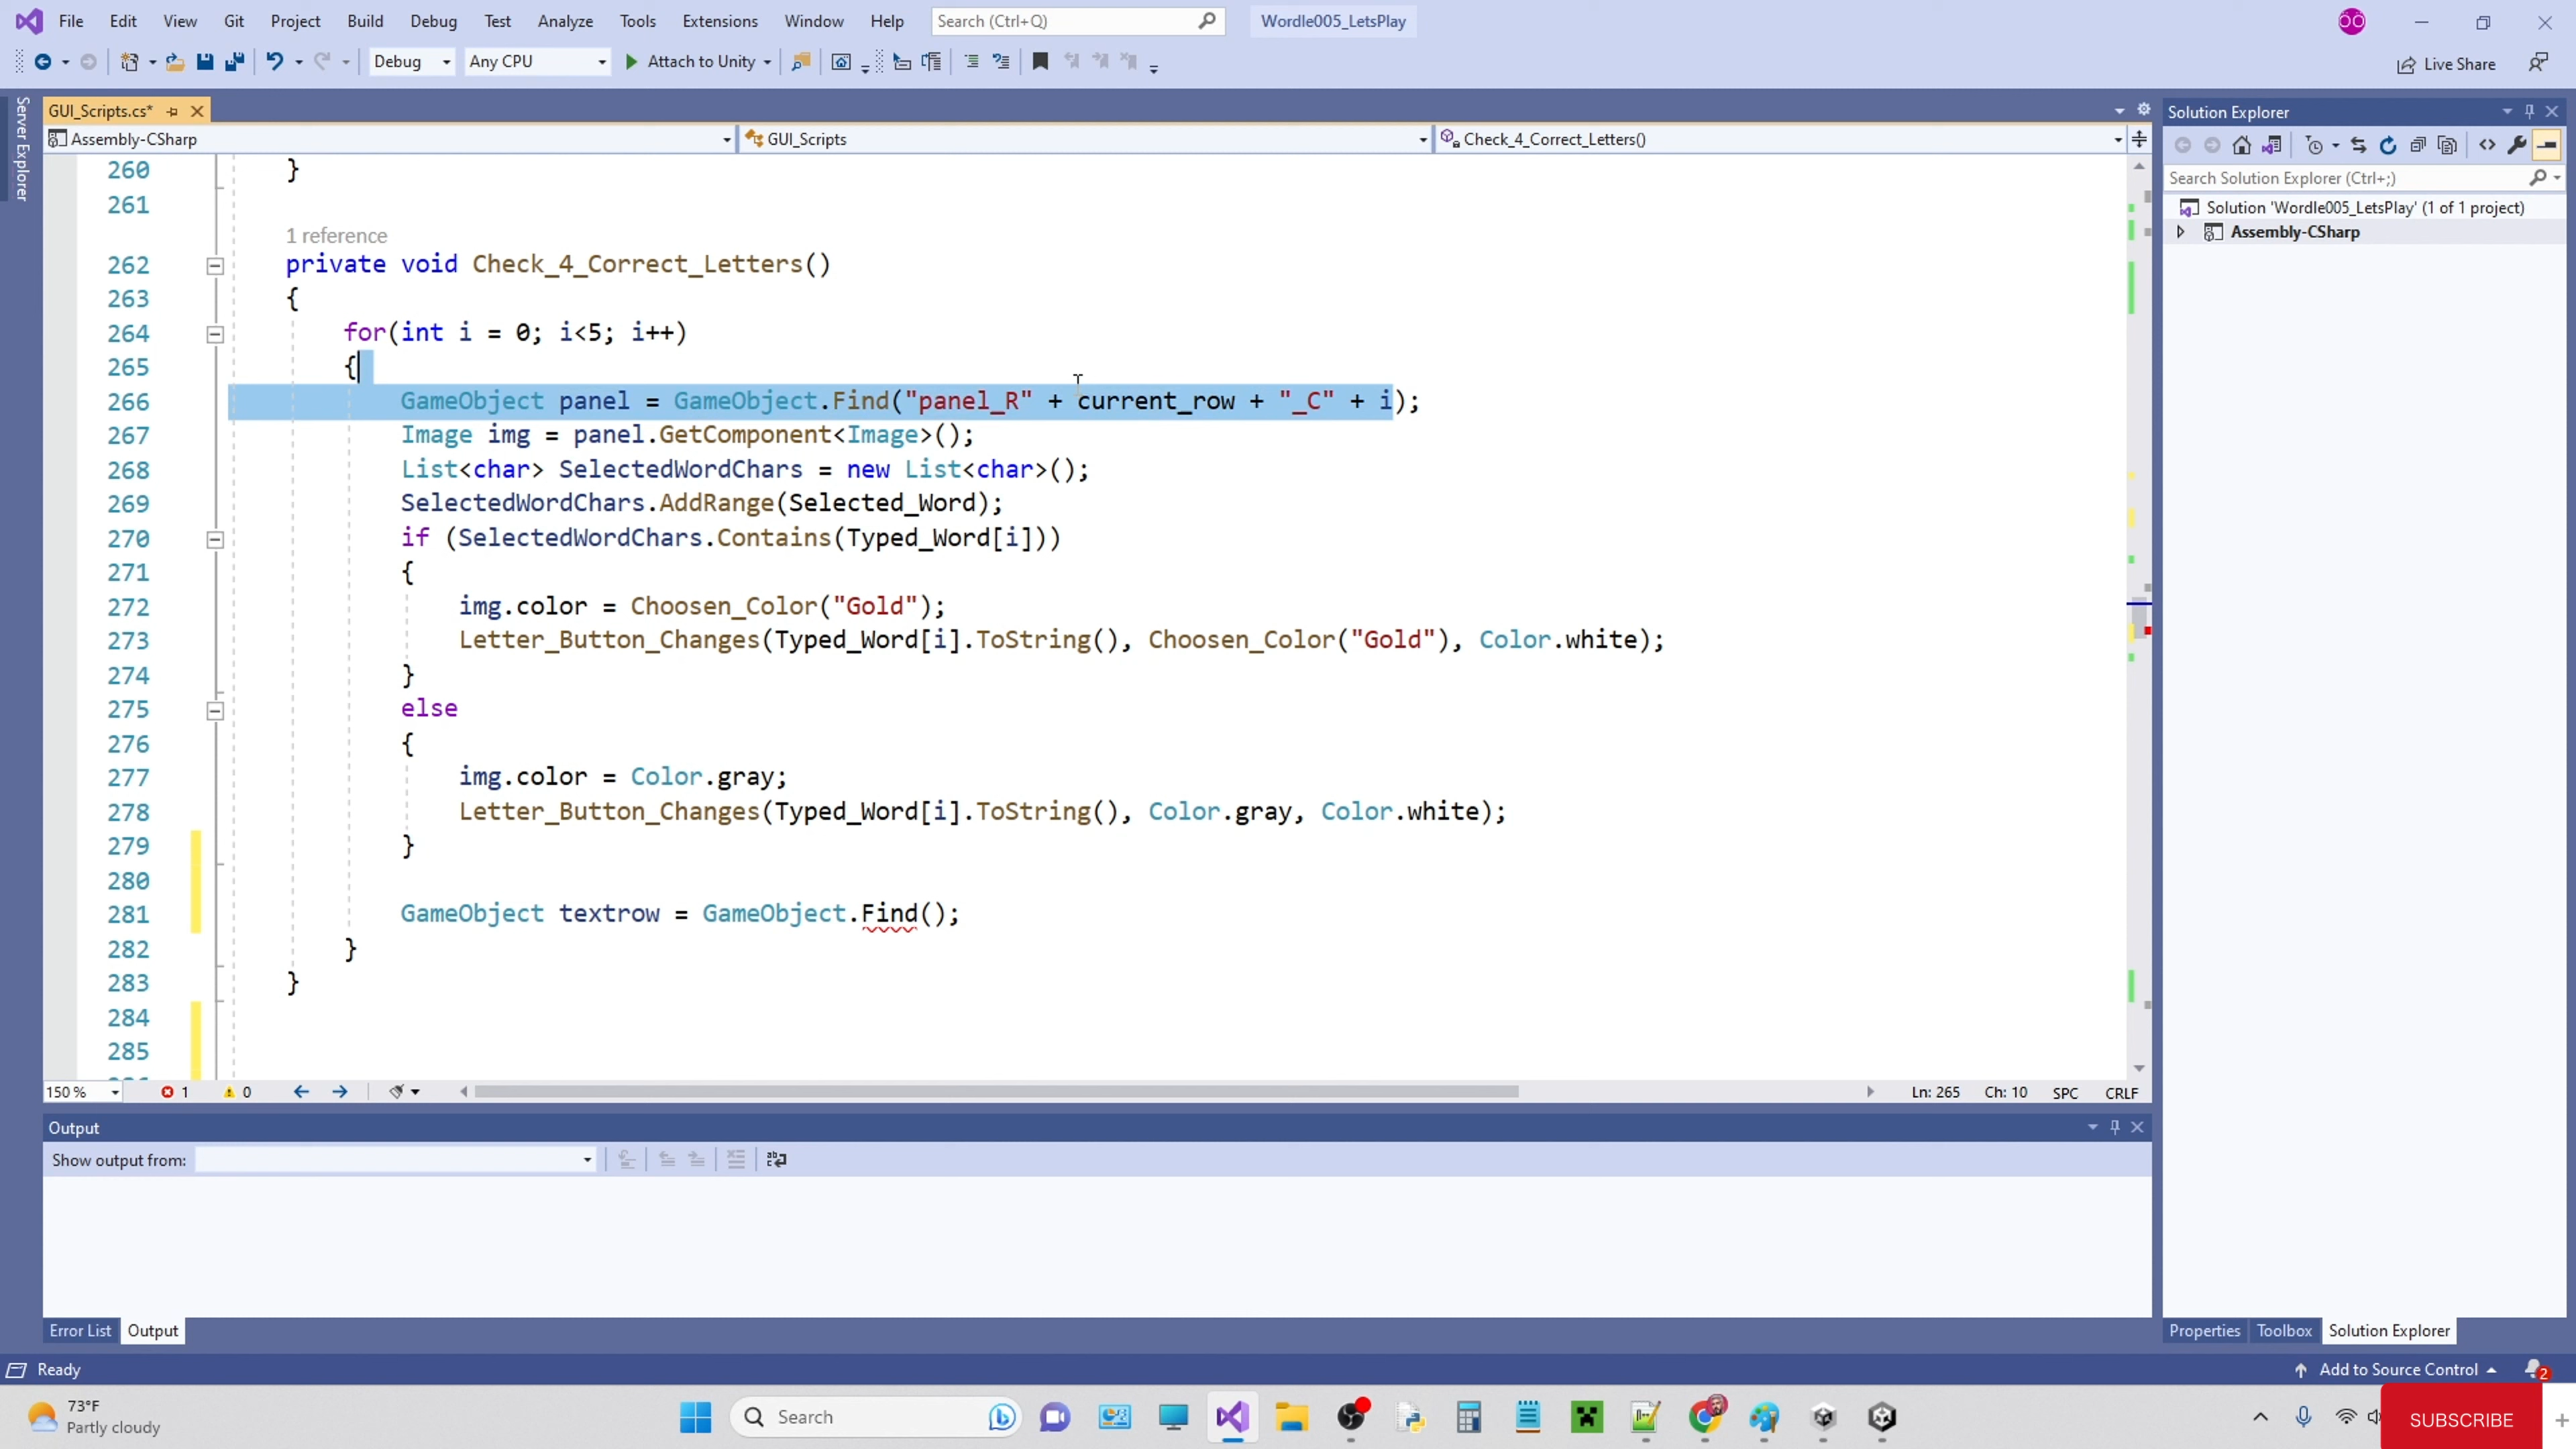 File Edit View Git Project Build Debug Test Analyze Tools Extensions Window Help Search (Ctrl+Q) Wordle005_LetsPlay
Debug Any CPU Attach to Unity Live Share
Server Explorer
GUI_Scripts.cs*
Assembly-CSharp GUI_Scripts Check_4_Correct_Letters()
260 }
261
1 reference
262 private void Check_4_Correct_Letters()
263 {
264 for(int i = 0; i<5; i++)
265 {
266 GameObject panel = GameObject.Find("panel_R" + current_row + "_C" + i);
267 Image img = panel.GetComponent<Image>();
268 List<char> SelectedWordChars = new List<char>();
269 SelectedWordChars.AddRange(Selected_Word);
270 if (SelectedWordChars.Contains(Typed_Word[i]))
271 {
272 img.color = Choosen_Color("Gold");
273 Letter_Button_Changes(Typed_Word[i].ToString(), Choosen_Color("Gold"), Color.white);
274 }
275 else
276 {
277 img.color = Color.gray;
278 Letter_Button_Changes(Typed_Word[i].ToString(), Color.gray, Color.white);
279 }
280
281 GameObject textrow = GameObject.Find();
282 }
283 }
284
285
150 % 1 0 Ln: 265 Ch: 10 SPC CRLF
Output
Show output from:
Error List Output
Solution Explorer
Search Solution Explorer (Ctrl+;)
Solution 'Wordle005_LetsPlay' (1 of 1 project)
Assembly-CSharp
Properties Toolbox Solution Explorer
Ready Add to Source Control 2
73°F
Partly cloudy
Search
SUBSCRIBE